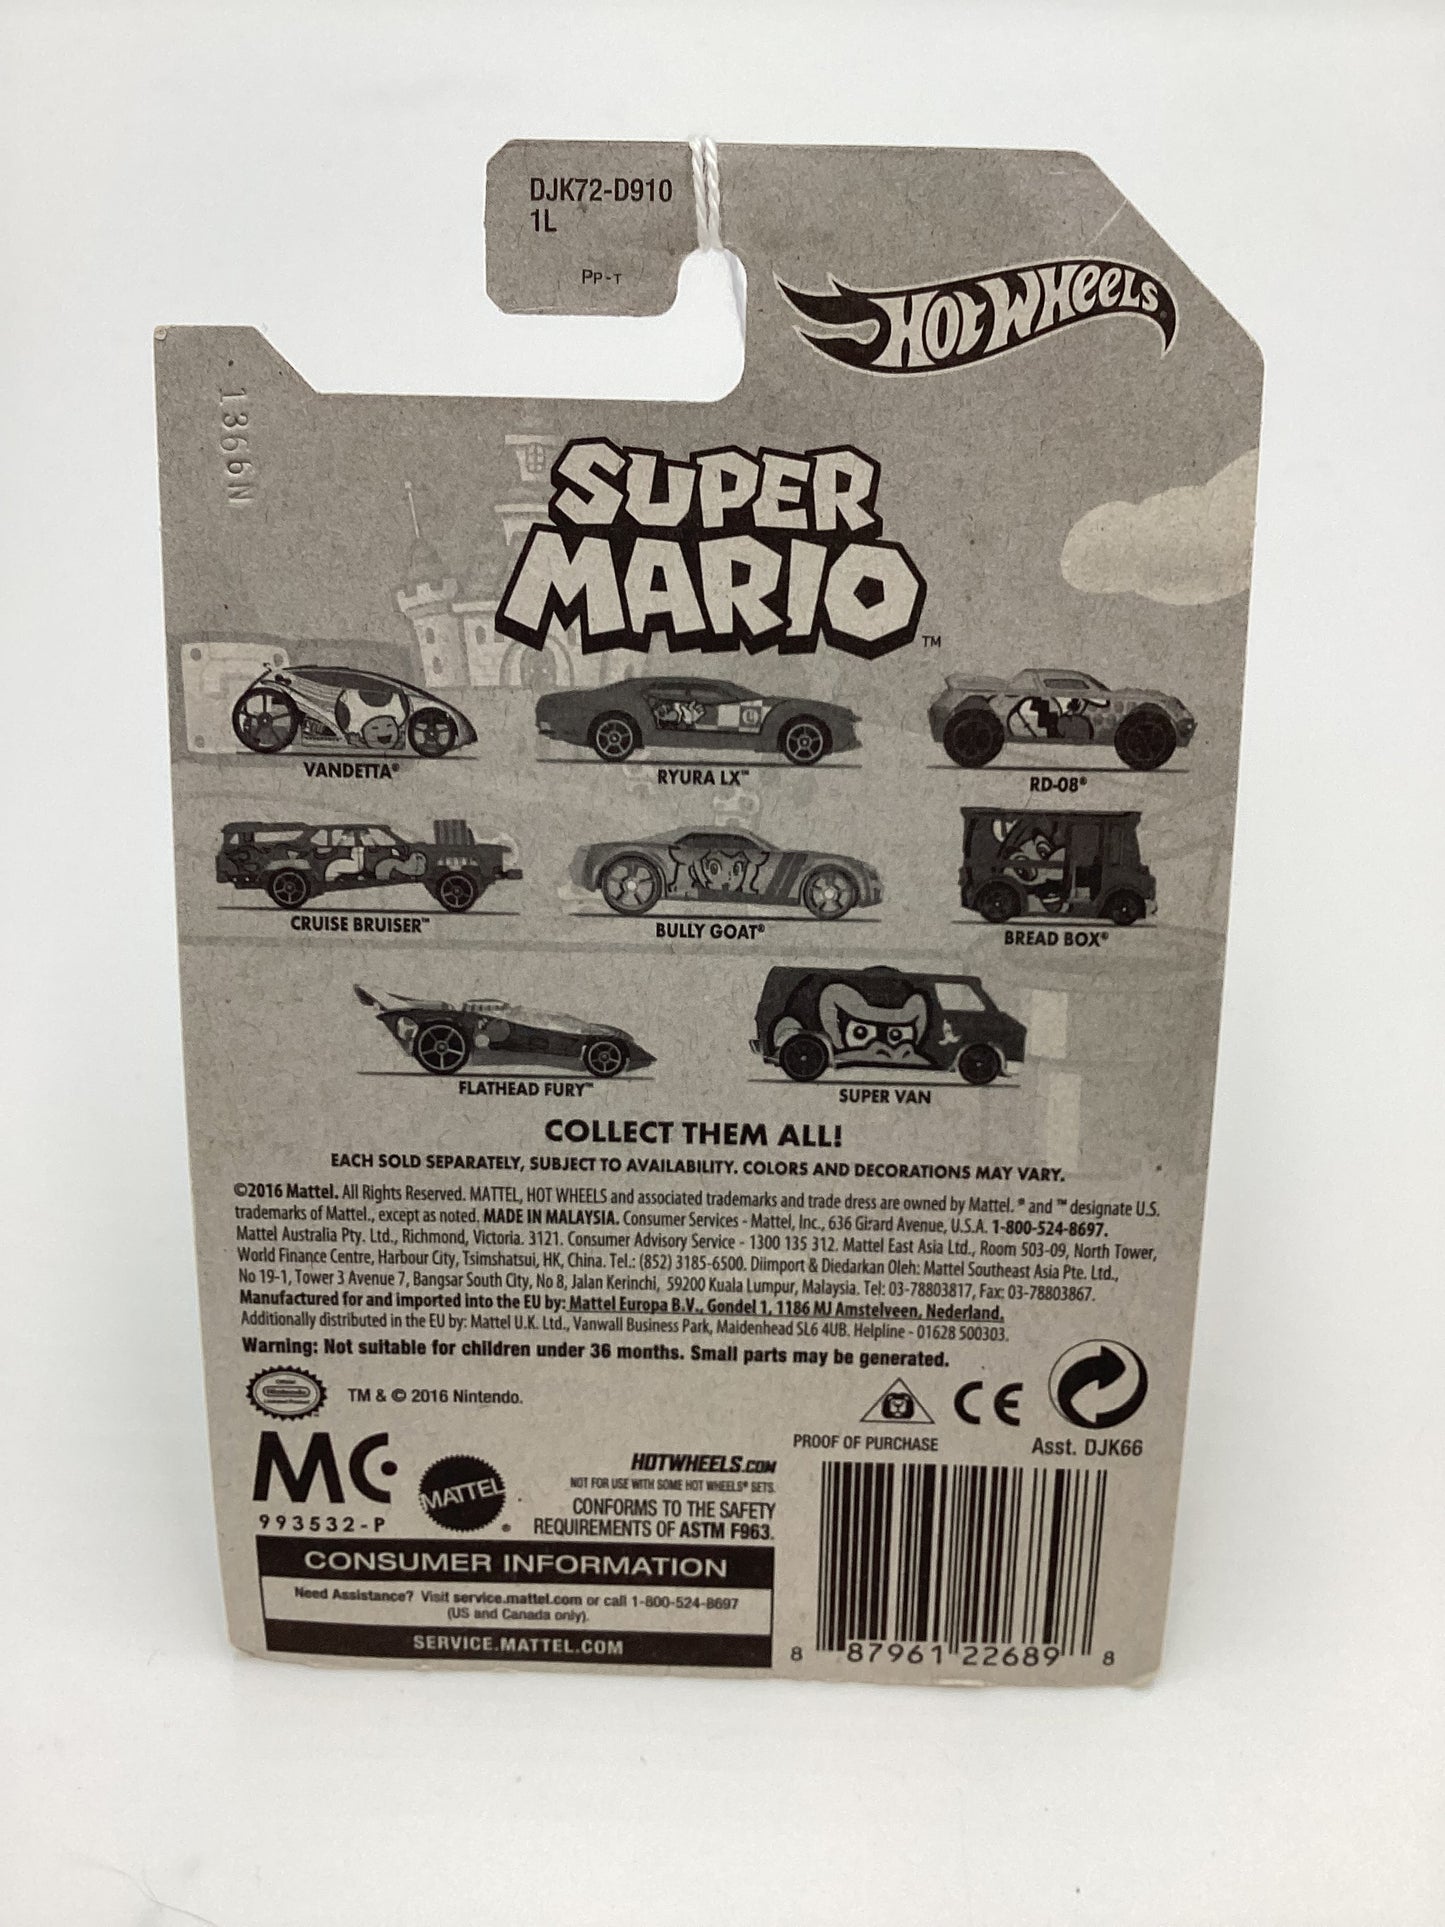 DJK72-D910
1L
PP-T
HOT WHEELS
1366N
SUPER
MARIO™
VANDETTA®
RYURA LX™
RD-08®
CRUISE BRUISER™
BULLY GOAT®
BREAD BOX®
FLATHEAD FURY™
SUPER VAN
COLLECT THEM ALL!
EACH SOLD SEPARATELY, SUBJECT TO AVAILABILITY. COLORS AND DECORATIONS MAY VARY.
©2016 Mattel. All Rights Reserved. MATTEL, HOT WHEELS and associated trademarks and trade dress are owned by Mattel. ® and ™ designate U.S.
trademarks of Mattel., except as noted. MADE IN MALAYSIA. Consumer Services - Mattel, Inc., 636 Girard Avenue, U.S.A. 1-800-524-8697.
Mattel Australia Pty. Ltd., Richmond, Victoria. 3121. Consumer Advisory Service - 1300 135 312. Mattel East Asia Ltd., Room 503-09, North Tower,
World Finance Centre, Harbour City, Tsimshatsui, HK, China. Tel.: (852) 3185-6500. Diimport & Diedarkan Oleh: Mattel Southeast Asia Pte. Ltd.,
No 19-1, Tower 3 Avenue 7, Bangsar South City, No 8, Jalan Kerinchi, 59200 Kuala Lumpur, Malaysia. Tel: 03-78803817, Fax: 03-78803867.
Manufactured for and imported into the EU by: Mattel Europa B.V., Gondel 1, 1186 MJ Amstelveen, Nederland.
Additionally distributed in the EU by: Mattel U.K. Ltd., Vanwall Business Park, Maidenhead SL6 4UB. Helpline - 01628 500303.
Warning: Not suitable for children under 36 months. Small parts may be generated.
Nintendo
TM & © 2016 Nintendo.
CE
PROOF OF PURCHASE
Asst. DJK66
MC
993532-P
MATTEL®
HOTWHEELS.COM
NOT FOR USE WITH SOME HOT WHEELS® SETS.
CONFORMS TO THE SAFETY
REQUIREMENTS OF ASTM F963.
CONSUMER INFORMATION
Need Assistance? Visit service.mattel.com or call 1-800-524-8697
(US and Canada only).
SERVICE.MATTEL.COM
8 87961 22689 8